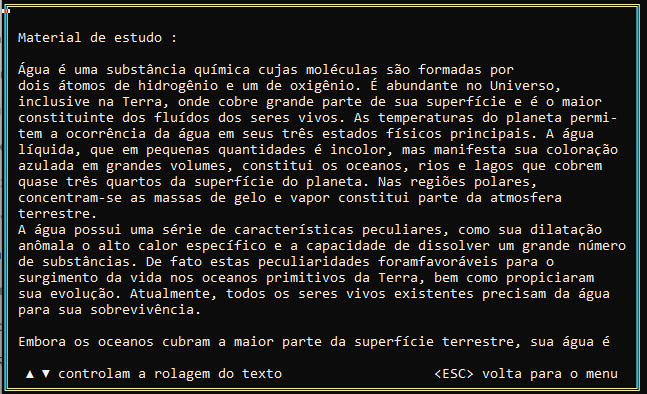 Material de estudo :
Água é uma substância química cujas moléculas são formadas por
dois átomos de hidrogênio e um de oxigênio. É abundante no Universo,
inclusive na Terra, onde cobre grande parte de sua superfície e é o maior
constituinte dos fluídos dos seres vivos. As temperaturas do planeta permi-
tem a ocorrência da água em seus três estados físicos principais. A água
líquida, que em pequenas quantidades é incolor, mas manifesta sua coloração
azulada em grandes volumes, constitui os oceanos, rios e lagos que cobrem
quase três quartos da superfície do planeta. Nas regiões polares,
concentram-se as massas de gelo e vapor constitui parte da atmosfera
terrestre.
A água possui uma série de características peculiares, como sua dilatação
anômala o alto calor específico e a capacidade de dissolver um grande número
de substâncias. De fato estas peculiaridades foramfavoráveis para o
surgimento da vida nos oceanos primitivos da Terra, bem como propiciaram
sua evolução. Atualmente, todos os seres vivos existentes precisam da água
para sua sobrevivência.
Embora os oceanos cubram a maior parte da superfície terrestre, sua água é
▲ ▼ controlam a rolagem do texto <ESC> volta para o menu